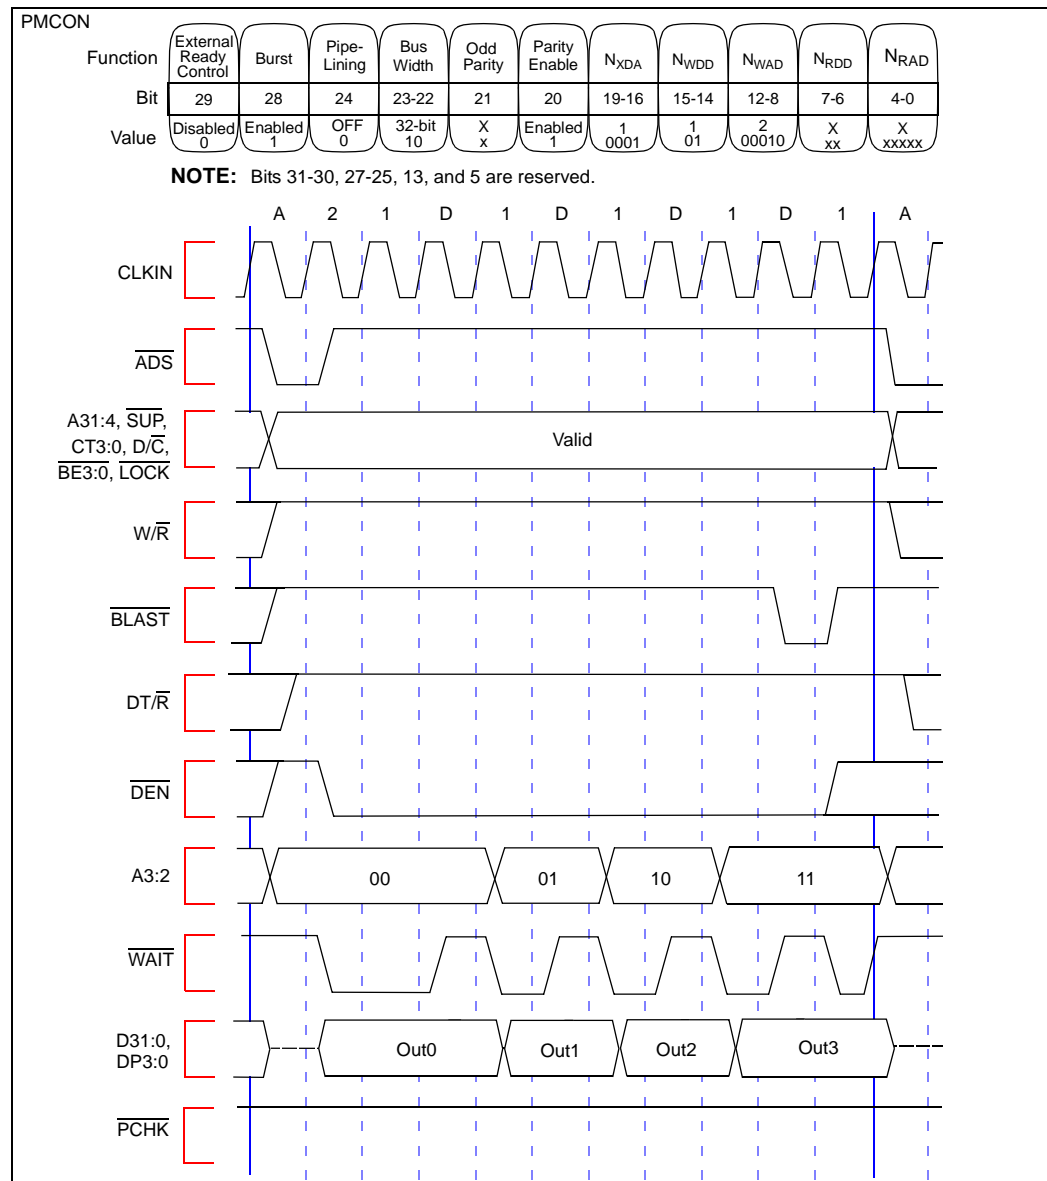 PMCON
Function External Ready Control Burst Pipe-Lining Bus Width Odd Parity Parity Enable NXDA NWDD NWAD NRDD NRAD
Bit 29 28 24 23-22 21 20 19-16 15-14 12-8 7-6 4-0
Value Disabled 0 Enabled 1 OFF 0 32-bit 10 X x Enabled 1 1 0001 1 01 2 00010 X xx X xxxxx
NOTE: Bits 31-30, 27-25, 13, and 5 are reserved.
A 2 1 D 1 D 1 D 1 D 1 A
CLKIN
ADS
A31:4, SUP,
CT3:0, D/C,
BE3:0, LOCK
Valid
W/R
BLAST
DT/R
DEN
A3:2 00 01 10 11
WAIT
D31:0,
DP3:0
Out0 Out1 Out2 Out3
PCHK